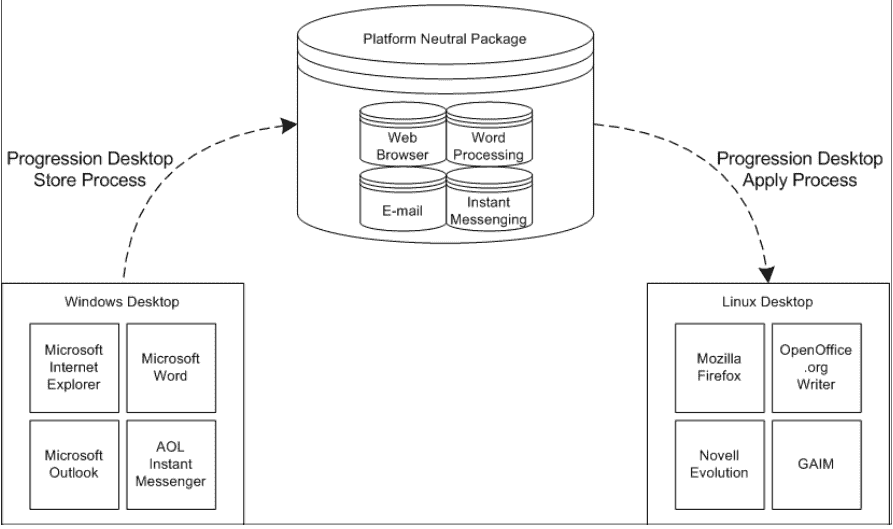 Platform Neutral Package
Web
Browser
Word
Processing
E-mail
Instant
Messenging
Progression Desktop
Store Process
Progression Desktop
Apply Process
Windows Desktop
Microsoft
Internet
Explorer
Microsoft
Word
Microsoft
Outlook
AOL
Instant
Messenger
Linux Desktop
Mozilla
Firefox
OpenOffice
.org
Writer
Novell
Evolution
GAIM